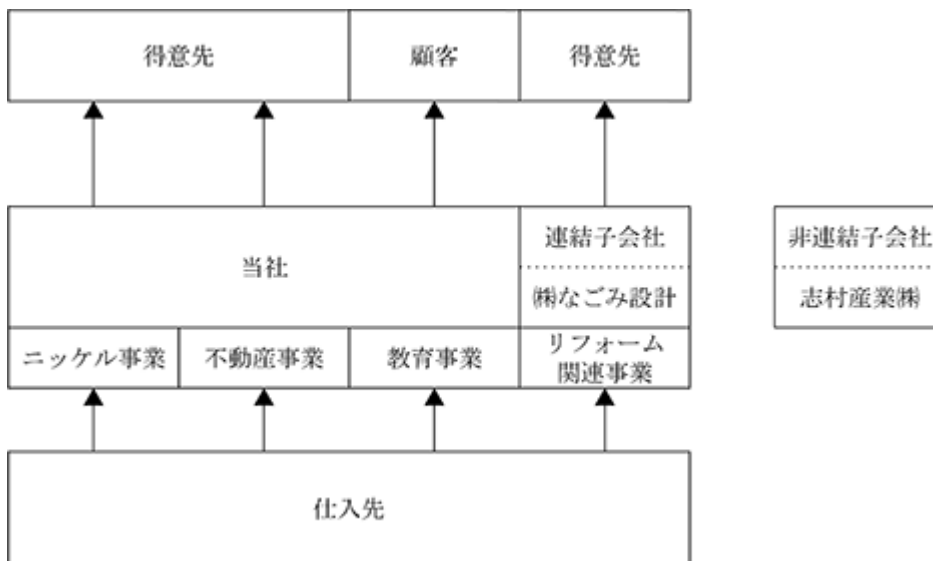 得意先
顧客
得意先
当社
連結子会社
㈱なごみ設計
非連結子会社
志村産業㈱
ニッケル事業
不動産事業
教育事業
リフォーム
関連事業
仕入先